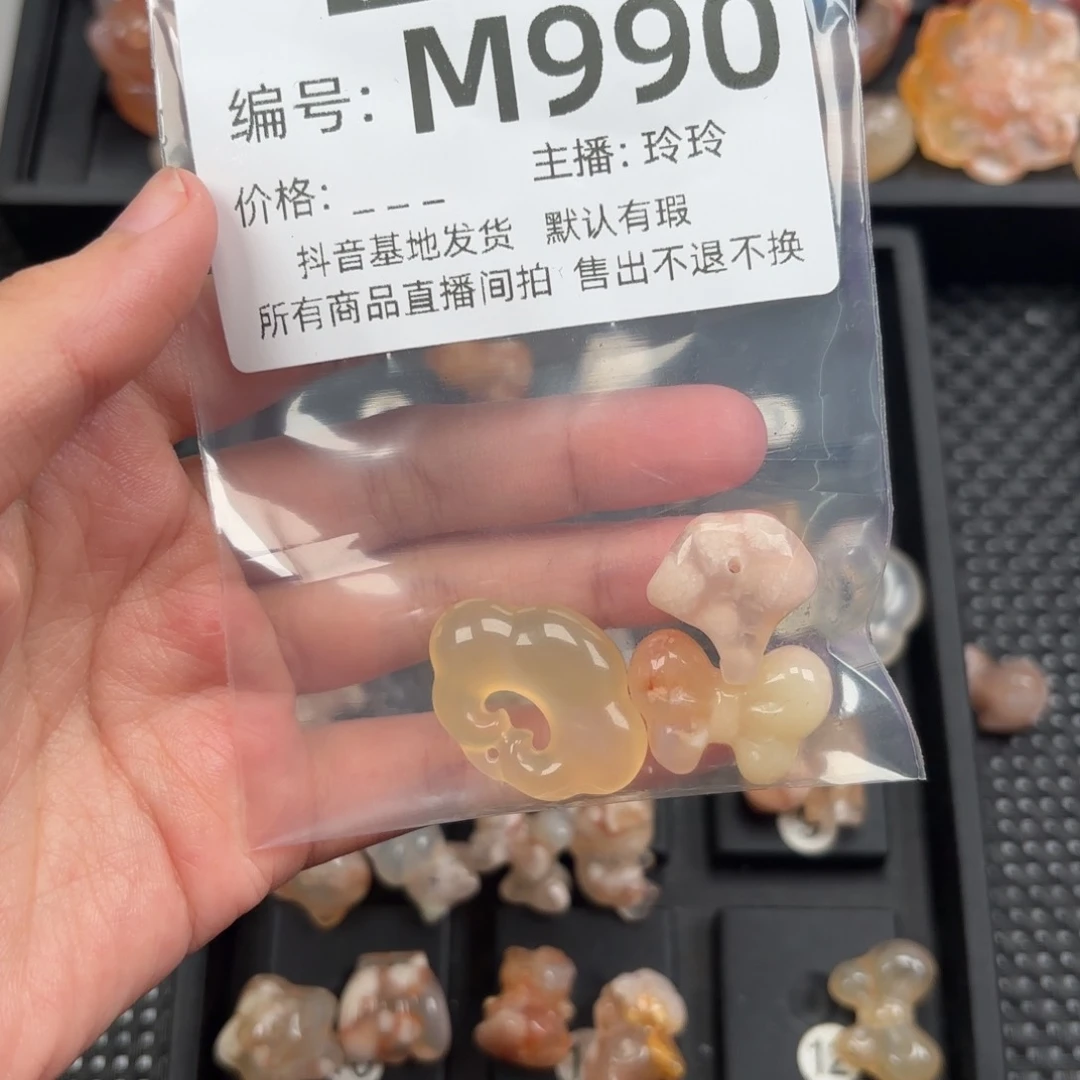 编号: M990
价格: _ _ _ 主播: 玲玲
抖音基地发货 默认有瑕
所有商品直播间拍 售出不退不换
12